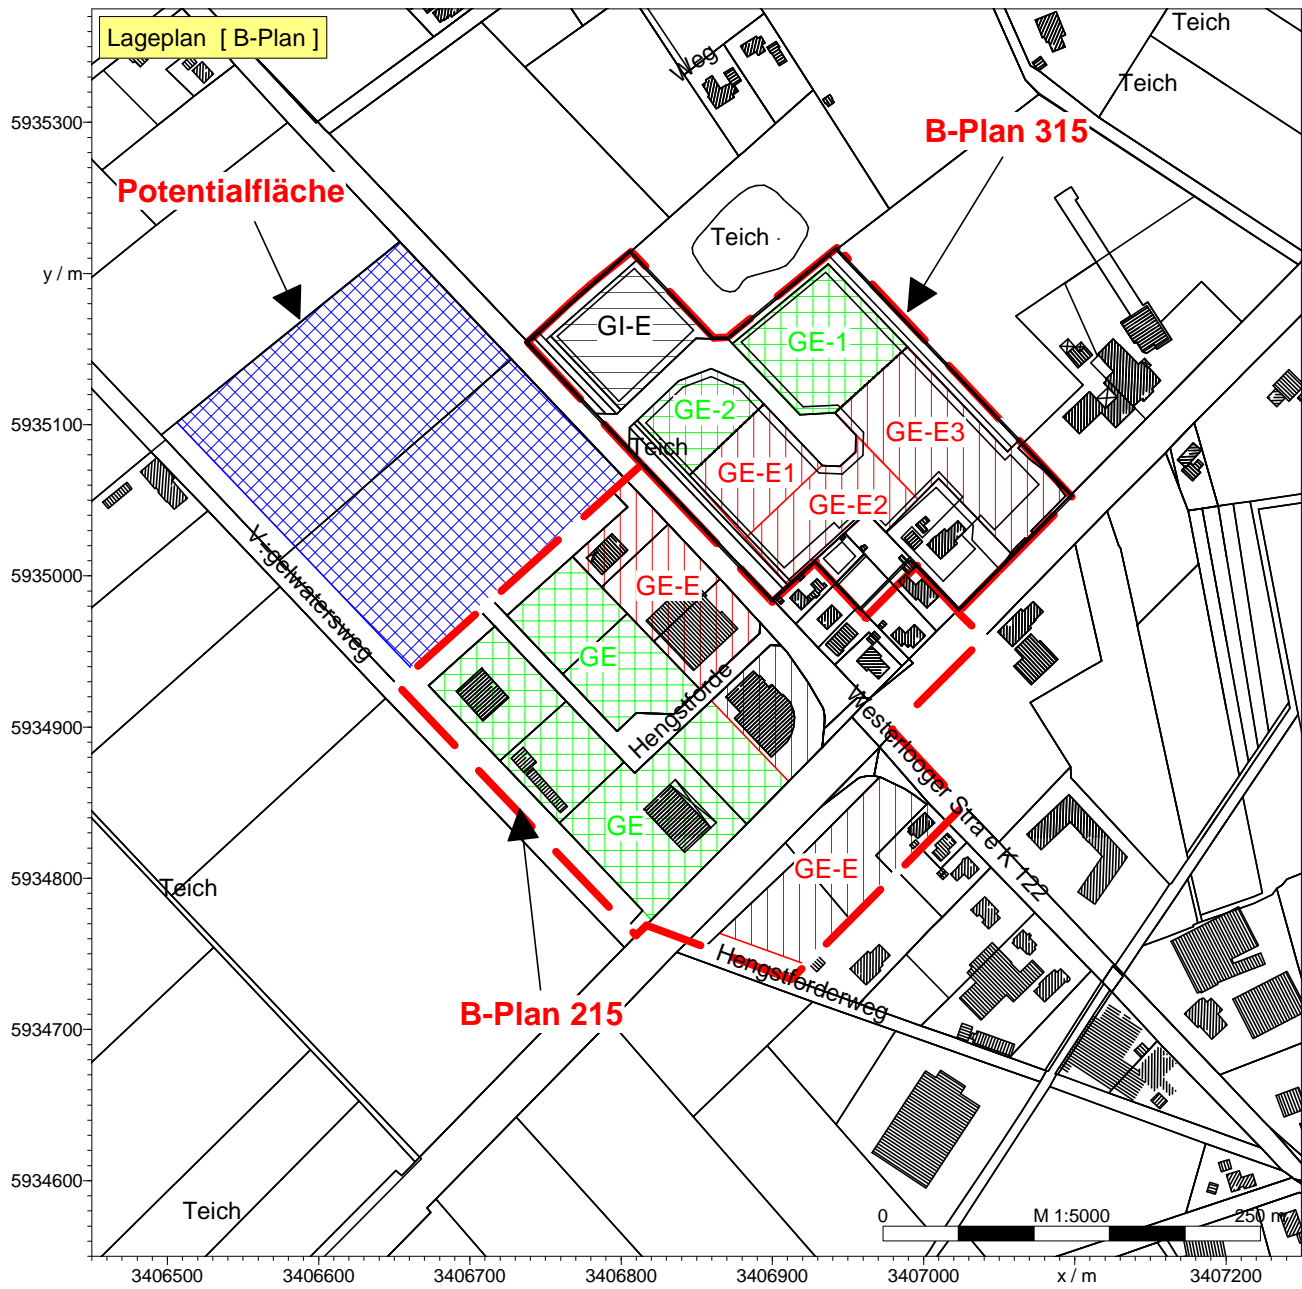 Lageplan [ B-Plan ]
Teich
Weg
Teich
5935300
B-Plan 315
Potentialfläche
Teich
y / m
GI-E
GE-1
GE-2
5935100
GE-E3
Teich
GE-E1
GE-E2
V:gelwatersweg
5935000
GE-E
GE
Hengstforde
5934900
Westerlooger Stra e K 122
GE
5934800
GE-E
Teich
Hengstforderweg
B-Plan 215
5934700
5934600
Teich
0 M 1:5000 250 m
3406500 3406600 3406700 3406800 3406900 3407000 x / m 3407200